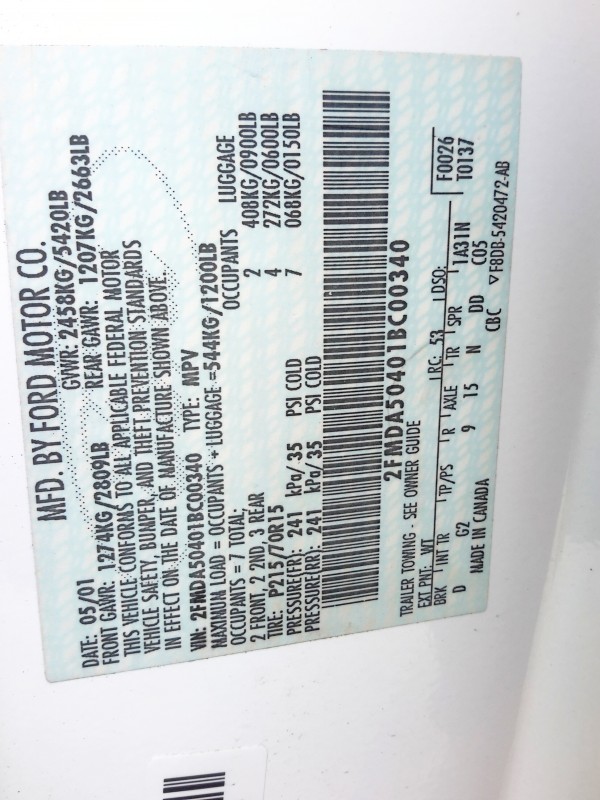 MFD. BY FORD MOTOR CO.
DATE: 05/01 GVWR: 2458KG/5420LB
FRONT GAWR: 1274KG/2809LB REAR GAWR: 1207KG/2663LB
THIS VEHICLE CONFORMS TO ALL APPLICABLE FEDERAL MOTOR
VEHICLE SAFETY, BUMPER, AND THEFT PREVENTION STANDARDS
IN EFFECT ON THE DATE OF MANUFACTURE SHOWN ABOVE.
VIN: 2FMDA50401BC00340 TYPE: MPV
MAXIMUM LOAD = OCCUPANTS + LUGGAGE = 544KG/1200LB
OCCUPANTS = 7 TOTAL: OCCUPANTS LUGGAGE
2 FRONT, 2 2ND, 3 REAR 2 408KG/0900LB
TIRE: P215/70R15 4 272KG/0600LB
PRESSURE(FR): 241 kPa/35 PSI COLD 7 068KG/0150LB
PRESSURE(RR): 241 kPa/35 PSI COLD
2FMDA50401BC00340
TRAILER TOWING - SEE OWNER GUIDE
EXT PNT: WT RC: 53 DSO: F0026
BRK INT TR TP/PS R AXLE TR SPR 1A31N T0137
D G2 9 15 N DD C05
MADE IN CANADA CBC ▽F8DB-5420472-AB